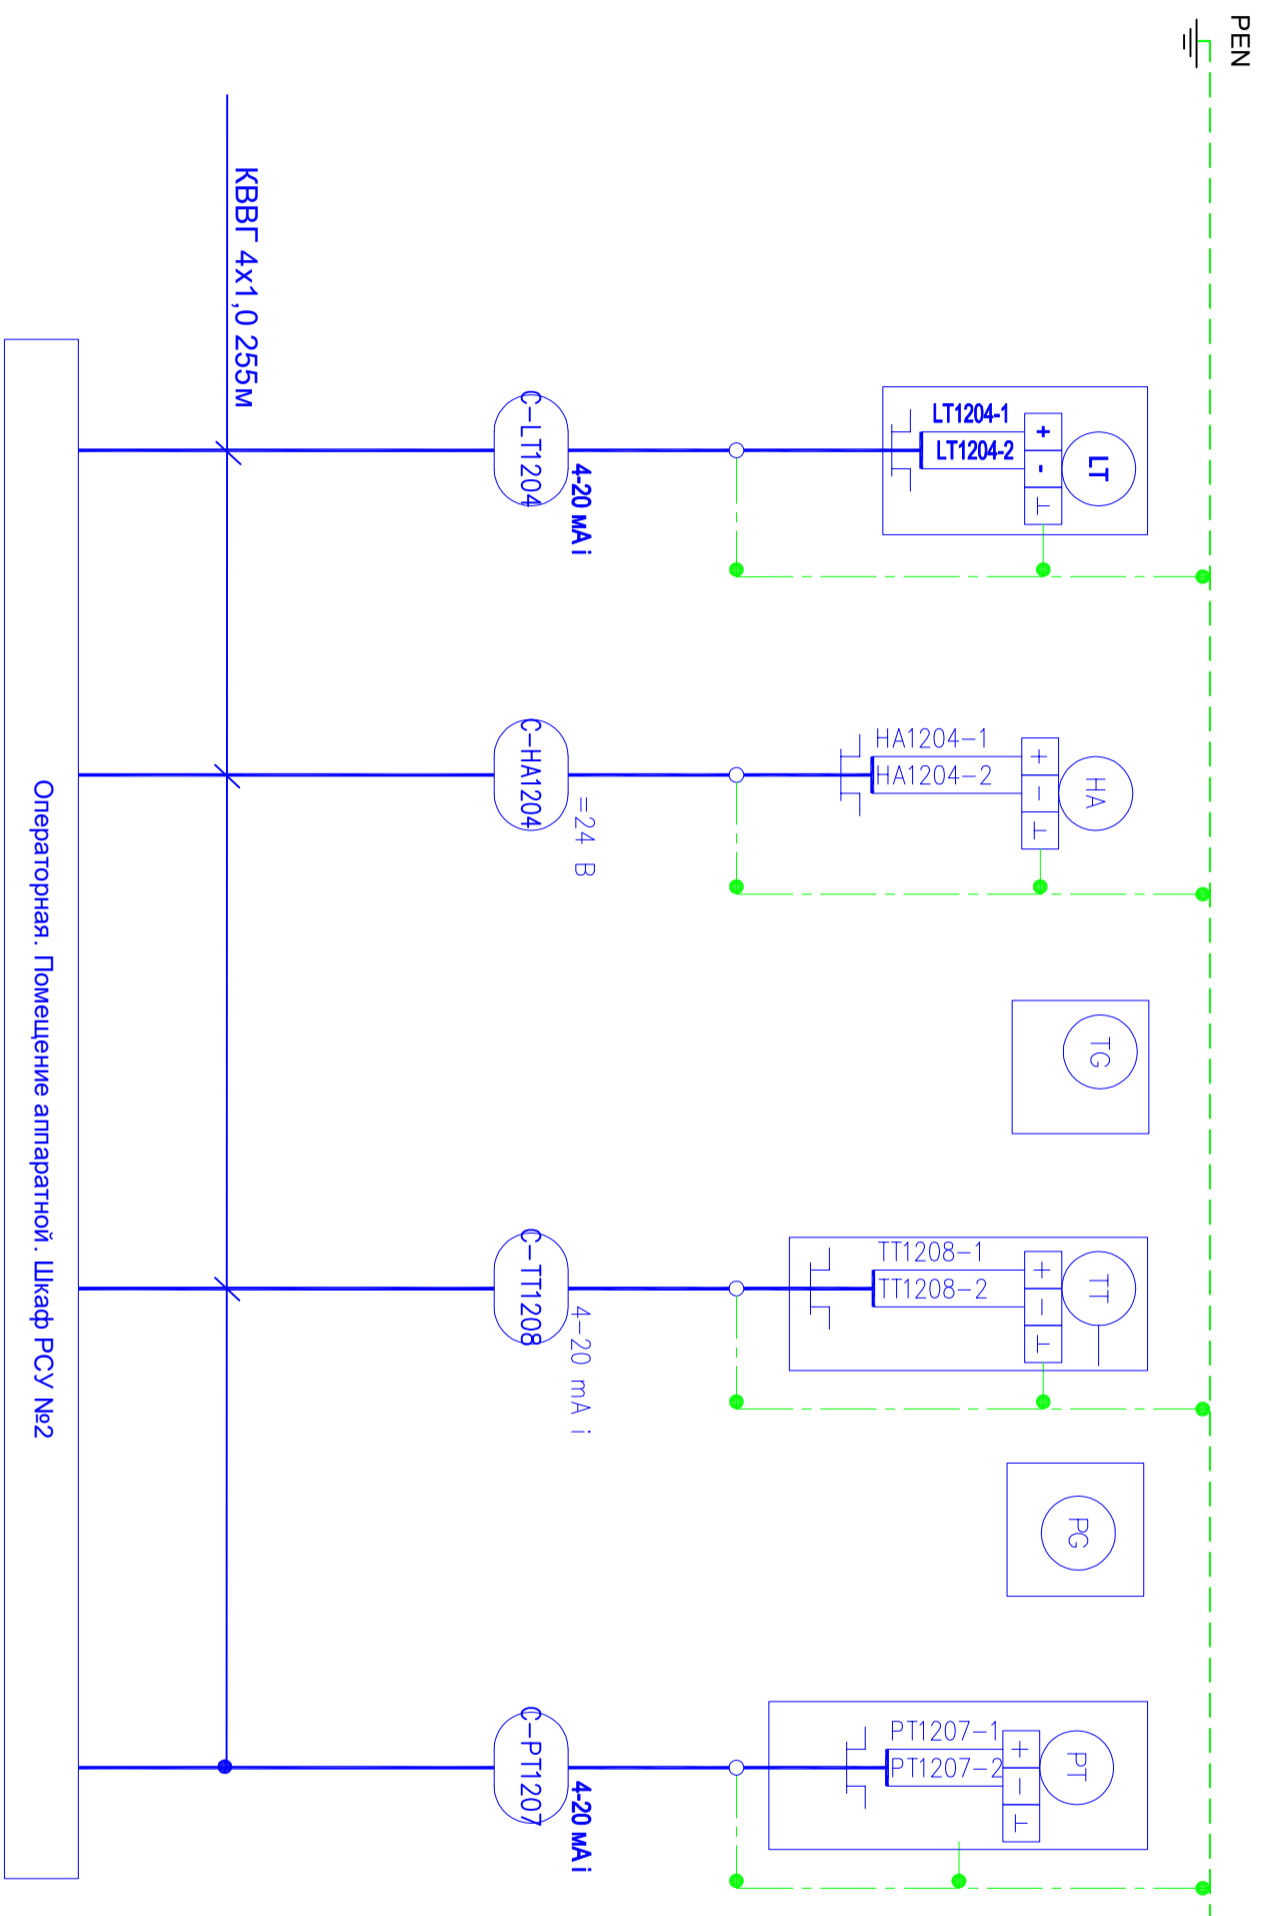 PEN
КВВГ 4x1,0 255м
LT1204-1
LT1204-2
+
-
⊥
LT
C-LT1204
4-20 мА i
HA1204-1
HA1204-2
+
-
⊥
HA
C-HA1204
=24 В
TG
TT1208-1
TT1208-2
+
-
⊥
TT
C-TT1208
4-20 mA i
PG
PT1207-1
PT1207-2
+
-
⊥
PT
C-PT1207
4-20 мА i
Операторная. Помещение аппаратной. Шкаф РСУ №2